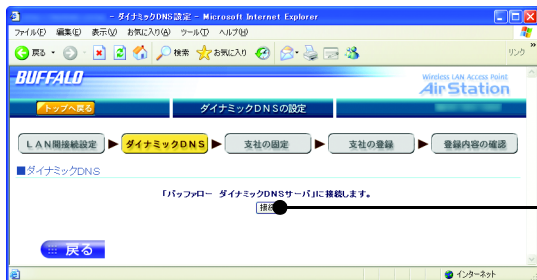 - ダイナミックDNS設定 - Microsoft Internet Explorer
ファイル(F) 編集(E) 表示(V) お気に入り(A) ツール(T) ヘルプ(H)
戻る 検索 お気に入り リンク
BUFFALO
Wireless LAN Access Point
AirStation
トップへ戻る ダイナミックDNSの設定
LAN間接続設定 ダイナミックDNS 支社の固定 支社の登録 登録内容の確認
■ダイナミックDNS
「バッファロー ダイナミックDNSサーバ」に接続します。
接続
戻る
インターネット